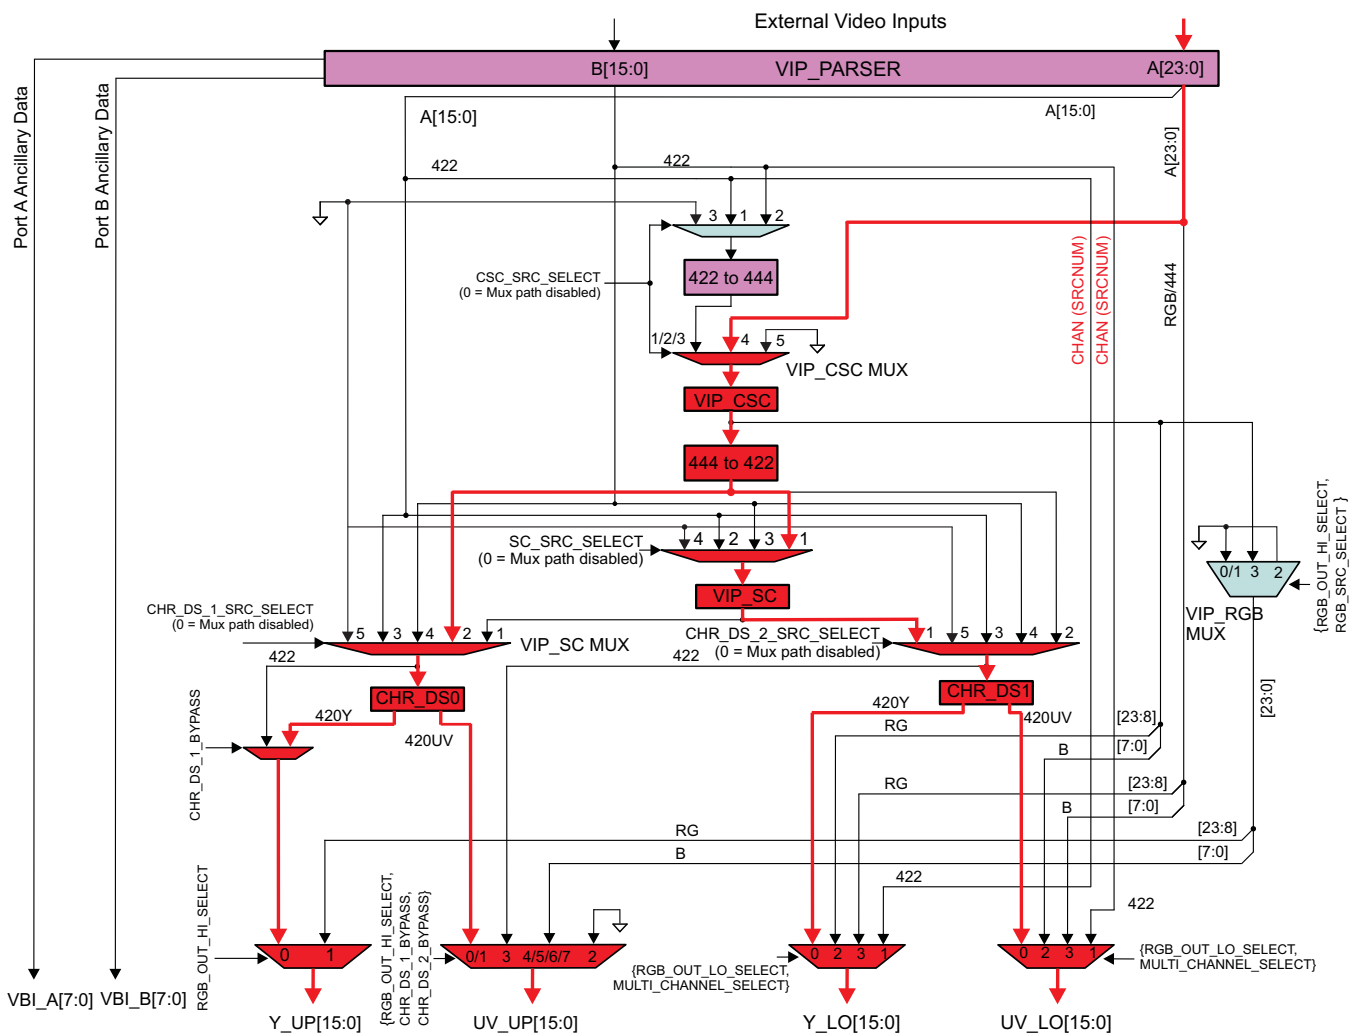 External Video Inputs
B[15:0]
VIP_PARSER
A[23:0]
Port A Ancillary Data
Port B Ancillary Data
A[15:0]
A[15:0]
A[23:0]
422
422
3 1 2
CSC_SRC_SELECT
(0 = Mux path disabled)
422 to 444
CHAN (SRCNUM)
CHAN (SRCNUM)
RGB/444
1/2/3 4 5
VIP_CSC MUX
VIP_CSC
444 to 422
SC_SRC_SELECT
(0 = Mux path disabled)
4 2 3 1
VIP_SC
0/1 3 2
VIP_RGB
MUX
{RGB_OUT_HI_SELECT,
RGB_SRC_SELECT }
CHR_DS_1_SRC_SELECT
(0 = Mux path disabled)
5 3 4 2 1
VIP_SC MUX
CHR_DS_2_SRC_SELECT
(0 = Mux path disabled)
1 5 3 4 2
422
422
CHR_DS0
CHR_DS1
420Y
420UV
420Y
420UV
CHR_DS_1_BYPASS
[23:0]
RG
[23:8]
B
[7:0]
RG
[23:8]
B
[7:0]
RG
[23:8]
B
[7:0]
422
422
RGB_OUT_HI_SELECT
0 1
{RGB_OUT_HI_SELECT,
CHR_DS_1_BYPASS,
CHR_DS_2_BYPASS}
0/1 3 4/5/6/7 2
0 2 3 1
0 2 3 1
{RGB_OUT_LO_SELECT,
MULTI_CHANNEL_SELECT}
{RGB_OUT_LO_SELECT,
MULTI_CHANNEL_SELECT}
VBI_A[7:0]
VBI_B[7:0]
Y_UP[15:0]
UV_UP[15:0]
Y_LO[15:0]
UV_LO[15:0]